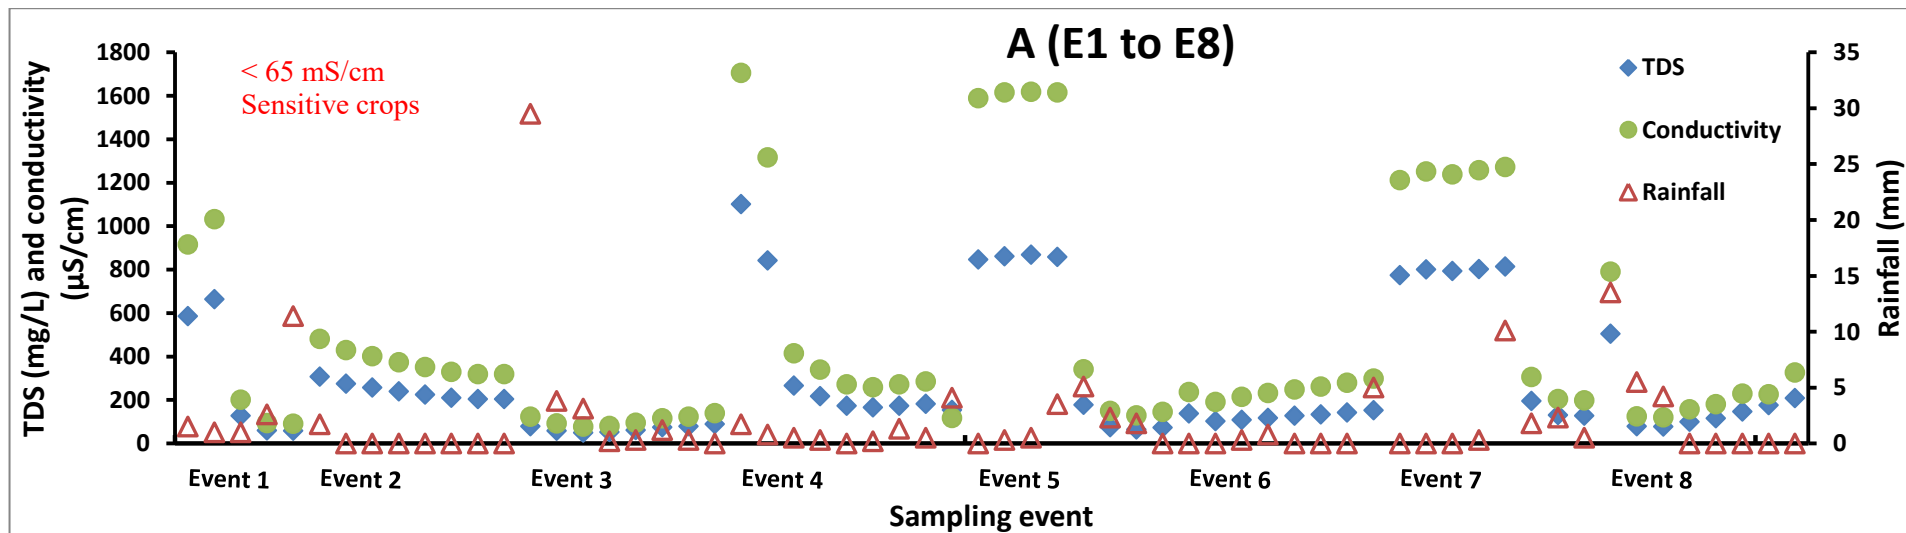 A (E1 to E8)
< 65 mS/cm
Sensitive crops
TDS (mg/L) and conductivity
(µS/cm)
1800
1600
1400
1200
1000
800
600
400
200
0
TDS
Conductivity
Rainfall
35
30
25
20
15
10
5
0
Rainfall (mm)
Event 1
Event 2
Event 3
Event 4
Event 5
Event 6
Event 7
Event 8
Sampling event